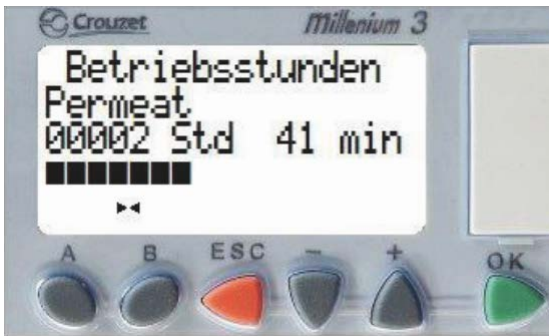 Crouzet Millenium 3
Betriebsstunden
Permeat
00002 Std 41 min
A B ESC - + OK